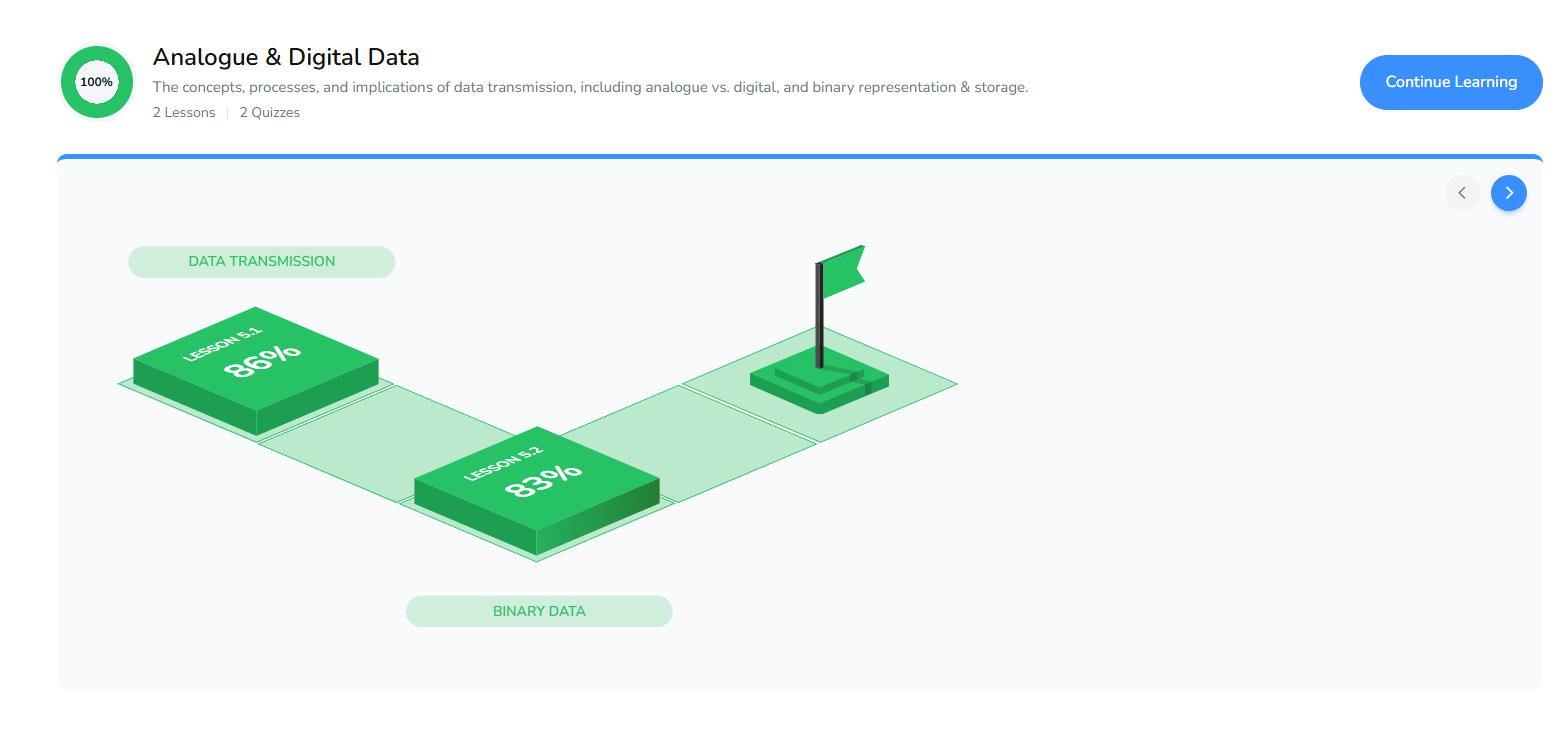 100%
Analogue & Digital Data
The concepts, processes, and implications of data transmission, including analogue vs. digital, and binary representation & storage.
2 Lessons | 2 Quizzes
Continue Learning
DATA TRANSMISSION
LESSON 5.1
86%
LESSON 5.2
83%
BINARY DATA